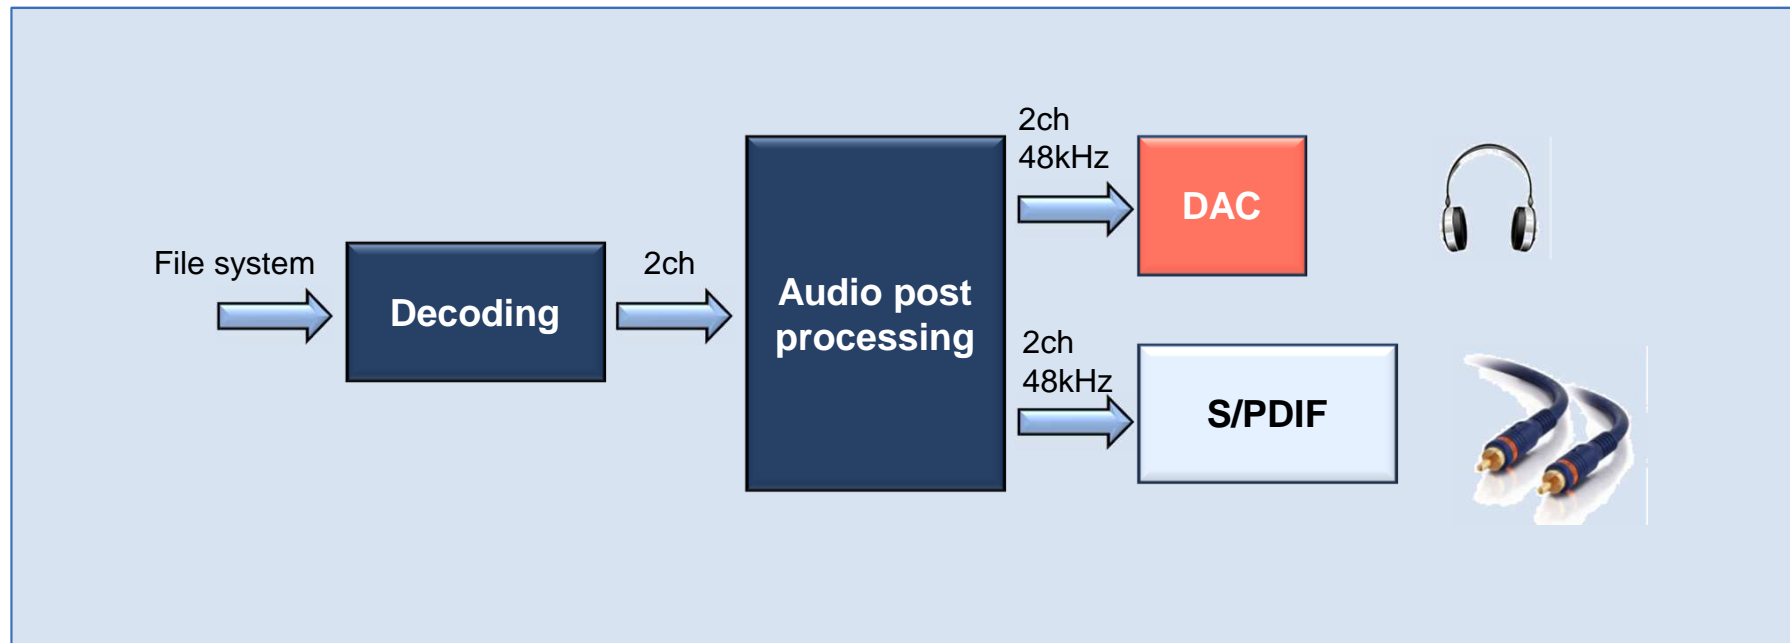 File system
Decoding
2ch
Audio post
processing
2ch
48kHz
DAC
2ch
48kHz
S/PDIF